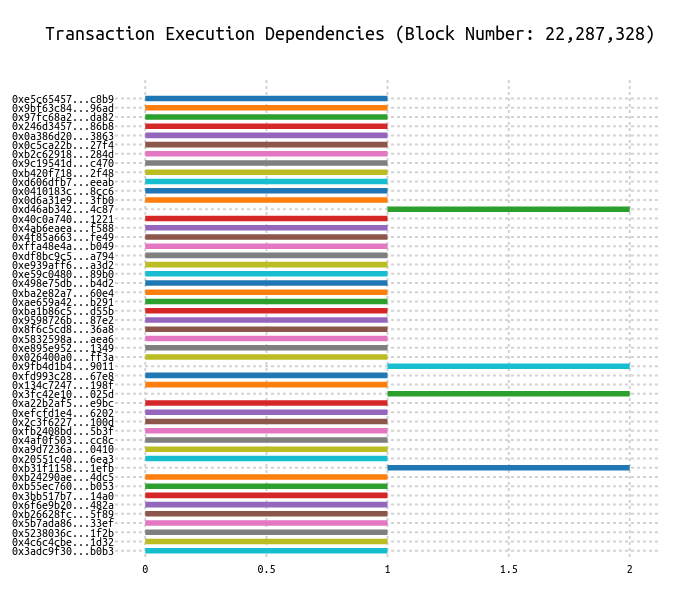 Transaction Execution Dependencies (Block Number: 22,287,328)
0xe5c65457...c8b9
0x9bf63c84...96ad
0x97fc68a2...da82
0x246d3457...86b8
0x0a386d20...3863
0x0c5ca22b...27f4
0xb2c62918...284d
0x9c19541d...c470
0xb420f718...2f48
0xd606dfb7...eeab
0x0410183c...8cc6
0x0d6a31e9...3fb0
0xd46ab342...4c87
0x40c0a740...1221
0x4ab6eaea...f588
0x4f85a663...fe49
0xffa48e4a...b049
0xdf8bc9c5...a794
0xe939aff6...a3d2
0xe59c0480...89b0
0x498e75db...b4d2
0xba2e82a7...60e4
0xae659a42...b291
0xba1b86c5...d55b
0x9598726b...87e2
0x8f6c5cd8...36a8
0x5832598a...aea6
0xe895e952...1349
0x026400a0...ff3a
0x9fb4d1b4...9011
0xfd993c28...67e8
0x134c7247...198f
0x3fc42e10...025d
0xa22b2af5...e9bc
0xefcfd1e4...6202
0x2c3f6227...100d
0xfb2408bd...5b3f
0x4af0f503...cc8c
0xa9d7236a...0410
0x20551c40...6ea3
0xb31f1158...1efb
0xb24290ae...4dc5
0xb55ec760...b053
0x3bb517b7...14a0
0x6f6e9b20...482a
0xb26628fc...5f89
0x5b7ada86...33ef
0x5238036c...1f2b
0x4c6c4cbe...1d32
0x3adc9f30...b0b3
0 0.5 1 1.5 2